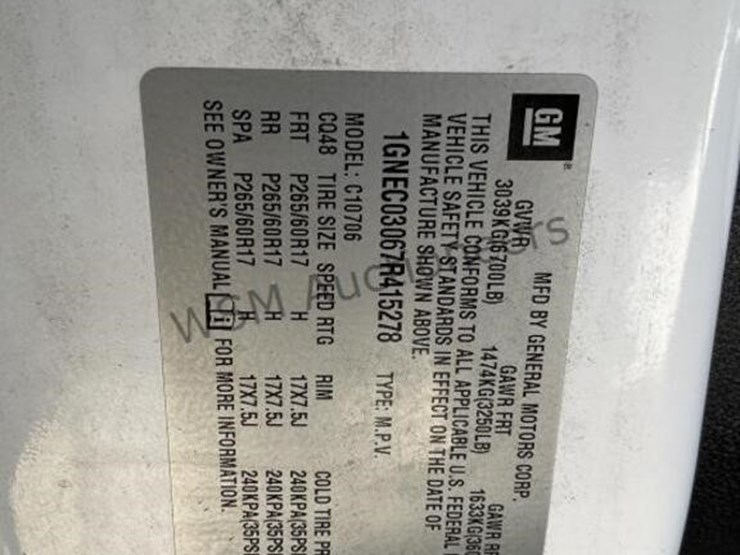 GM®
MFD BY GENERAL MOTORS CORP.
GVWR GAWR FRT GAWR
3039KG(6700LB) 1474KG(3250LB) 1633KG(360
THIS VEHICLE CONFORMS TO ALL APPLICABLE U.S. FEDERAL
VEHICLE SAFETY STANDARDS IN EFFECT ON THE DATE OF
MANUFACTURE SHOWN ABOVE.
1GNEC03067R415278 TYPE: M.P.V.
MODEL: C10706
CQ48 TIRE SIZE SPEED RTG RIM COLD TIRE PR
FRT P265/60R17 H 17X7.5J 240KPA(35PS
RR P265/60R17 H 17X7.5J 240KPA(35PS
SPA P265/60R17 H 17X7.5J 240KPA(35PS
SEE OWNER'S MANUAL i FOR MORE INFORMATION.
WSM Auctioneers